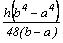 h(b⁴ − a⁴)
48(b − a)